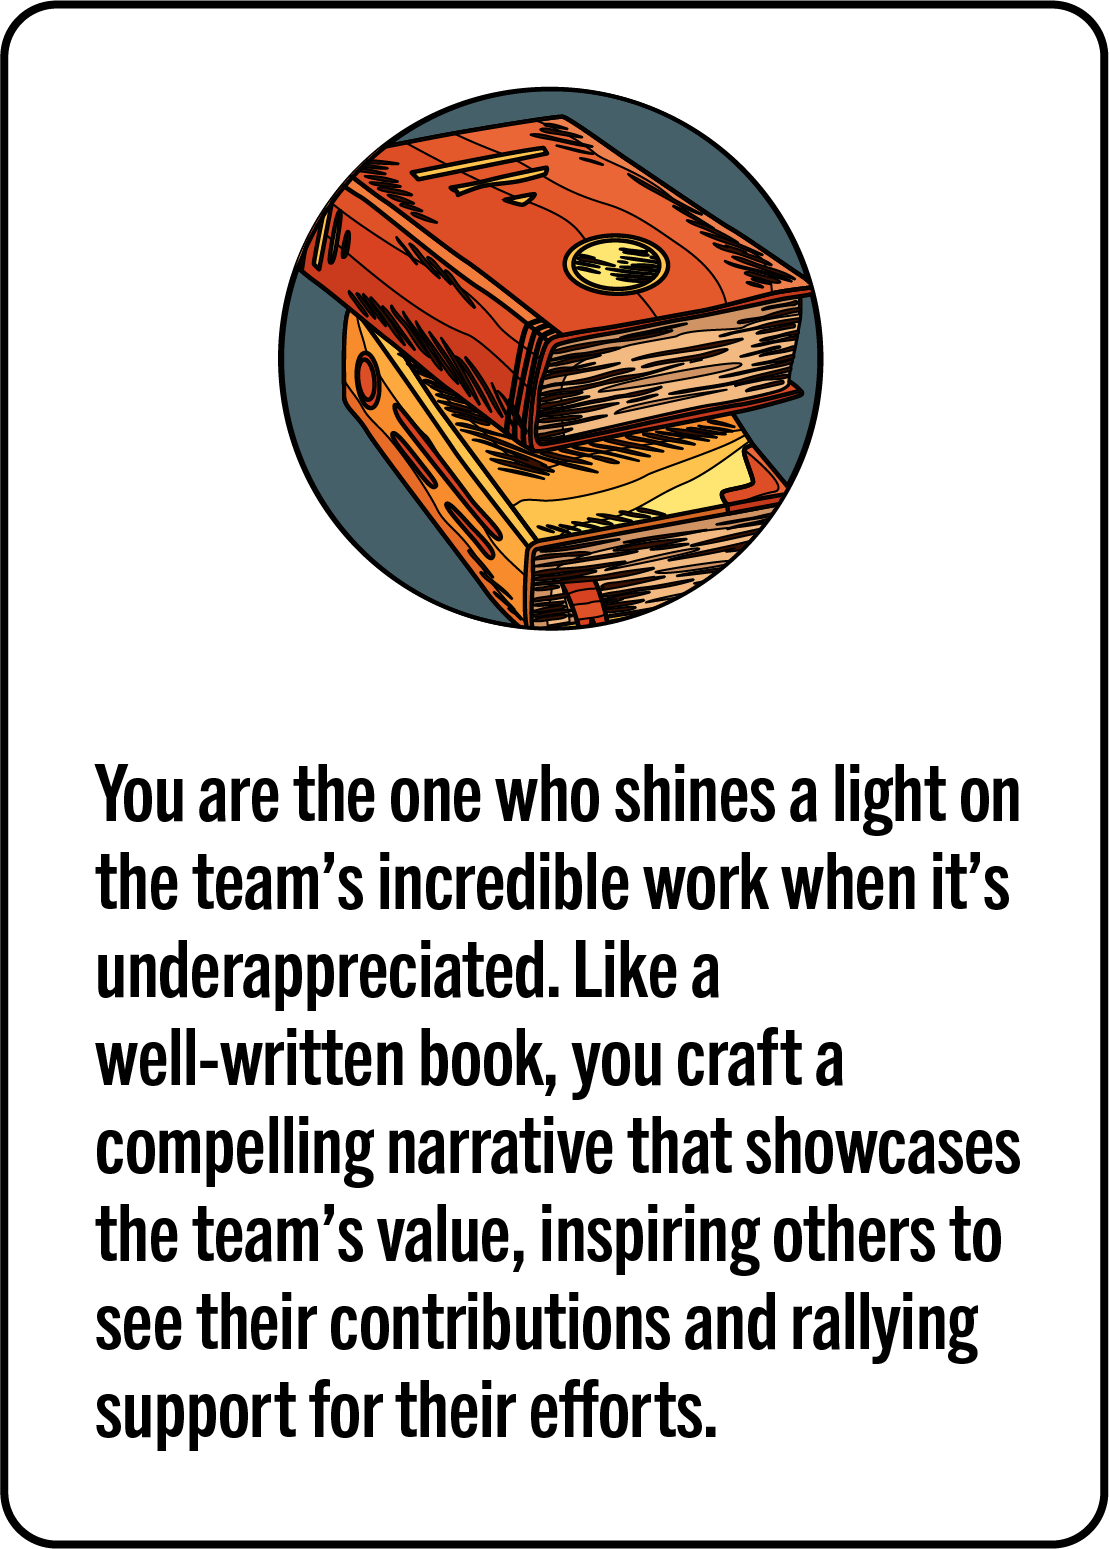 You are the one who shines a light on
the team’s incredible work when it’s
underappreciated. Like a
well-written book, you craft a
compelling narrative that showcases
the team’s value, inspiring others to
see their contributions and rallying
support for their efforts.